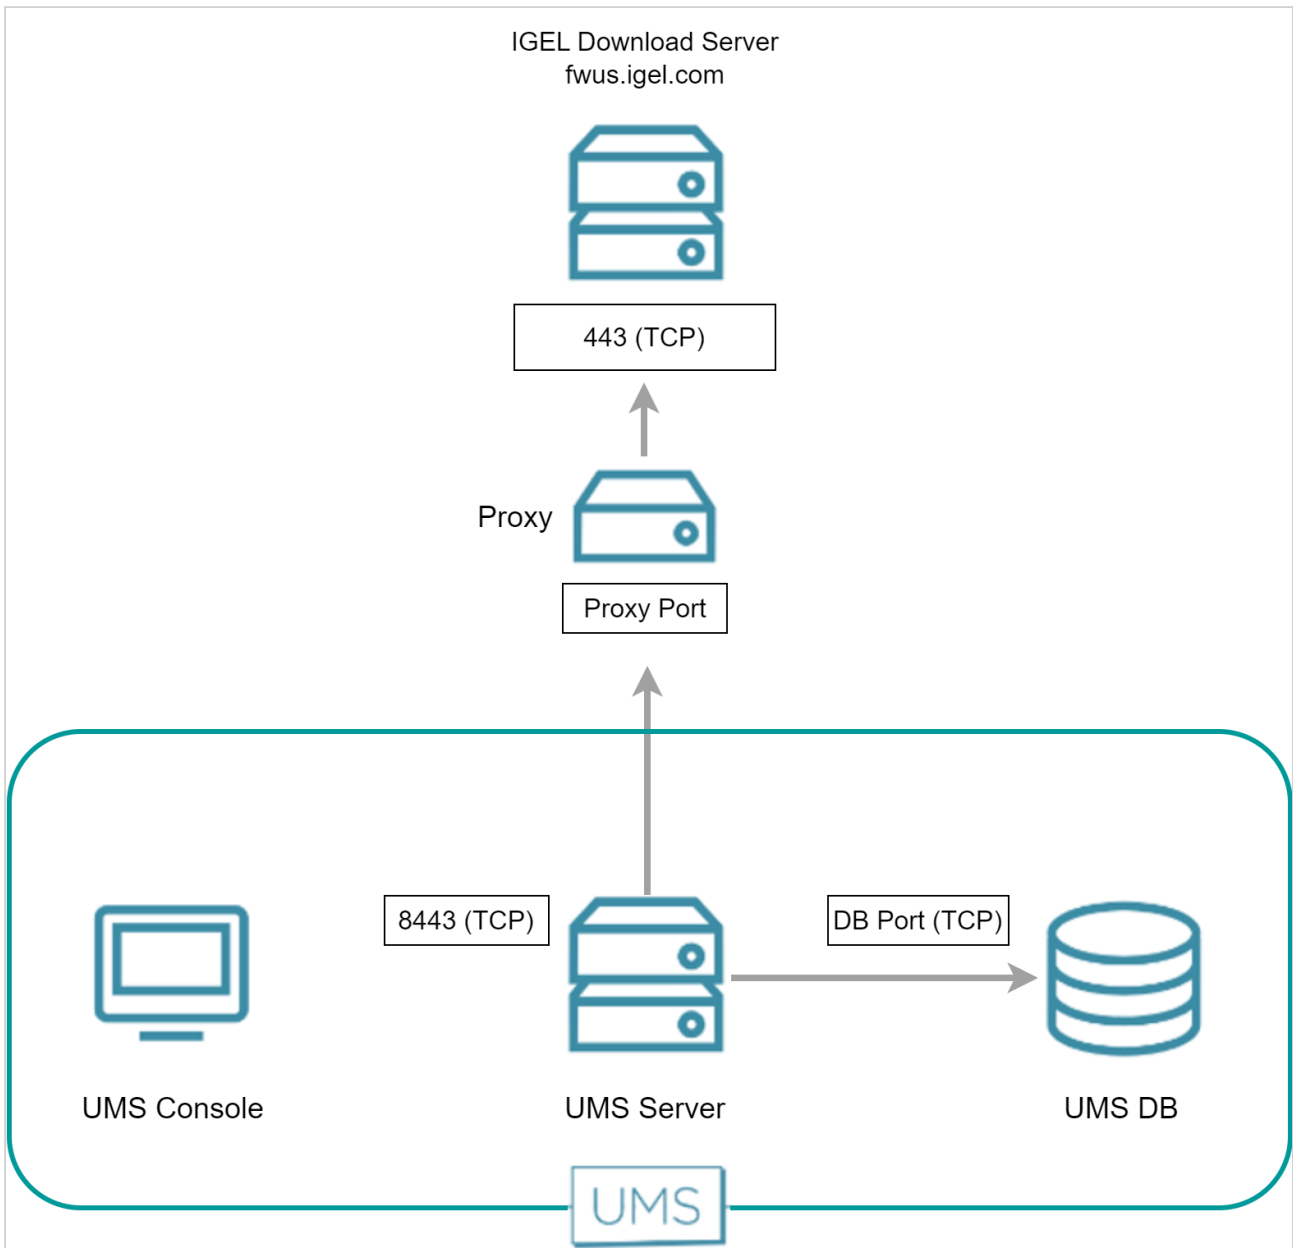 IGEL Download Server
fwus.igel.com
443 (TCP)
Proxy
Proxy Port
8443 (TCP)
DB Port (TCP)
UMS Console
UMS Server
UMS DB
UMS